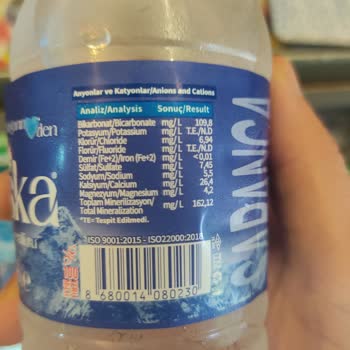 Anyonlar ve Katyonlar/Anions and Cations
Analiz/Analysis Sonuç/Result
Bikarbonat/Bicarbonate mg/L 109,8
Potasyum/Potassium mg/L T.E./N.D
Klorür/Chloride mg/L 6,94
Florür/Fluoride mg/L T.E./N.D
Demir (Fe+2)/Iron (Fe+2) mg/L <0,01
Sülfat/Sulfate mg/L 7,45
Sodyum/Sodium mg/L 5,5
Kalsiyum/Calcium mg/L 26,4
Magnezyum/Magnesium mg/L 4,2
Toplam Minerilizasyon/ mg/L 162,12
Total Mineralization
*TE= Tespit Edilmedi.
ka®
ISO 9001:2015 - ISO22000:2018
8 680014 080230
SAPANCA